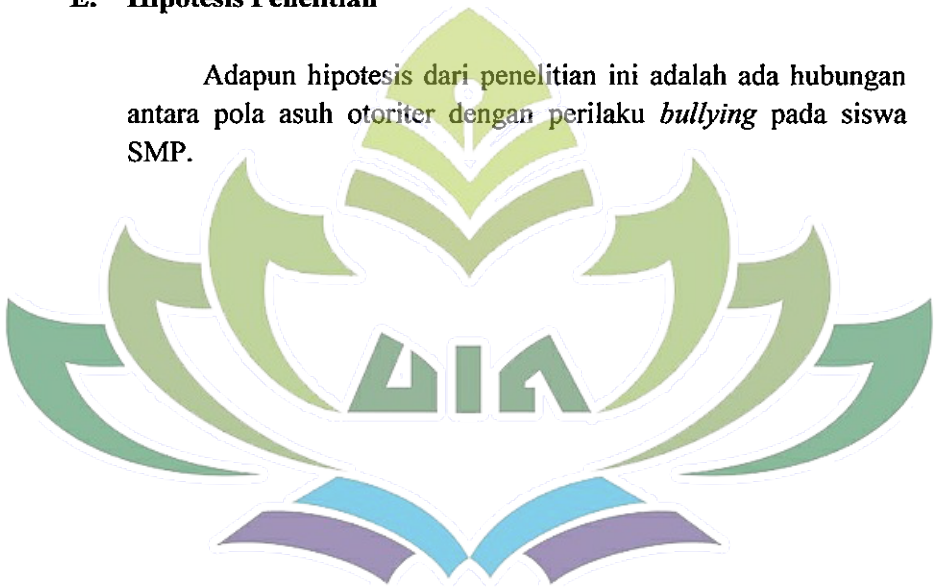 E. Hipotesis Penelitian
Adapun hipotesis dari penelitian ini adalah ada hubungan
antara pola asuh otoriter dengan perilaku bullying pada siswa
SMP.
UIN